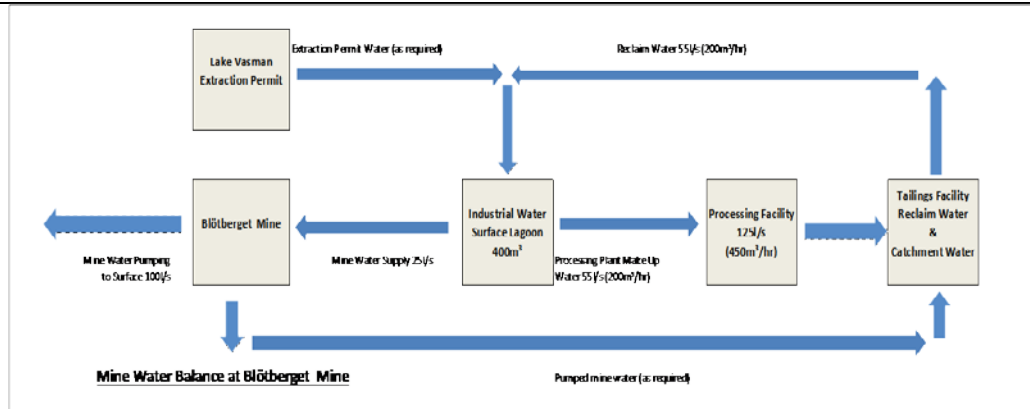 Extraction Permit Water (as required)
Reclaim Water 55l/s (200m³/hr)
Lake Vasman
Extraction Permit
Blötberget Mine
Industrial Water
Surface Lagoon
400m³
Processing Facility
125l/s
(450m³/hr)
Tailings Facility
Reclaim Water
&
Catchment Water
Mine Water Pumping
to Surface 100l/s
Mine Water Supply 25l/s
Processing Plant Make Up
Water 55 l/s (200m³/hr)
Mine Water Balance at Blötberget Mine
Pumped mine water (as required)